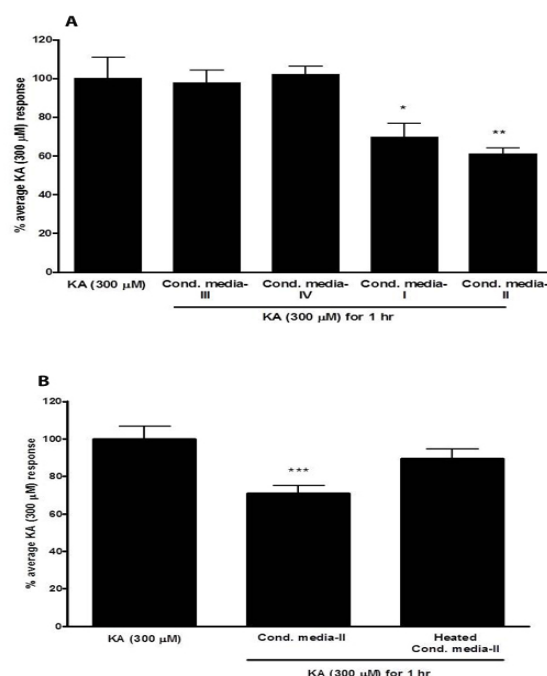 A
% average KA (300 µM) response
120
100
80
60
40
20
0
*
**
KA (300 µM)
Cond. media-
III
Cond. media-
IV
Cond. media-
I
Cond. media-
II
KA (300 µM) for 1 hr
B
% average KA (300 µM) response
120
100
80
60
40
20
0
***
KA (300 µM)
Cond. media-II
Heated
Cond. media-II
KA (300 µM) for 1 hr